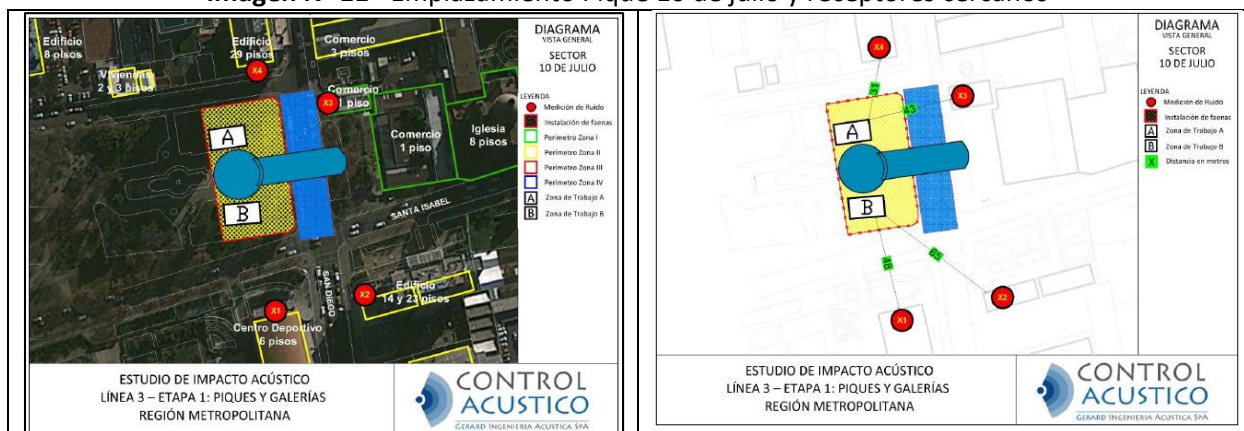 Imagen N° 22 - Emplazamiento Pique 10 de julio y receptores cercanos
Edificio
8 pisos
Edificio
29 pisos
Comercio
3 pisos
Viviendas
2 y 3 pisos
X4
X3
Comercio
1 piso
Comercio
1 piso
Iglesia
8 pisos
A
B
SANTA ISABEL
SAN DIEGO
X2
Edificio
14 y 23 pisos
X1
Centro Deportivo
6 pisos
DIAGRAMA
VISTA GENERAL
SECTOR
10 DE JULIO
LEYENDA
Medición de Ruido
Instalación de faenas
Perímetro Zona I
Perímetro Zona II
Perímetro Zona III
Perímetro Zona IV
A Zona de Trabajo A
B Zona de Trabajo B
ESTUDIO DE IMPACTO ACÚSTICO
LÍNEA 3 – ETAPA 1: PIQUES Y GALERÍAS
REGIÓN METROPOLITANA
CONTROL
ACUSTICO
GERARD INGENIERIA ACUSTICA SPA
X4
31
43
X3
A
B
48
65
X2
X1
DIAGRAMA
VISTA GENERAL
SECTOR
10 DE JULIO
LEYENDA
Medición de Ruido
Instalación de faenas
A Zona de Trabajo A
B Zona de Trabajo B
X Distancia en metros
ESTUDIO DE IMPACTO ACÚSTICO
LÍNEA 3 – ETAPA 1: PIQUES Y GALERÍAS
REGIÓN METROPOLITANA
CONTROL
ACUSTICO
GERARD INGENIERIA ACUSTICA SPA